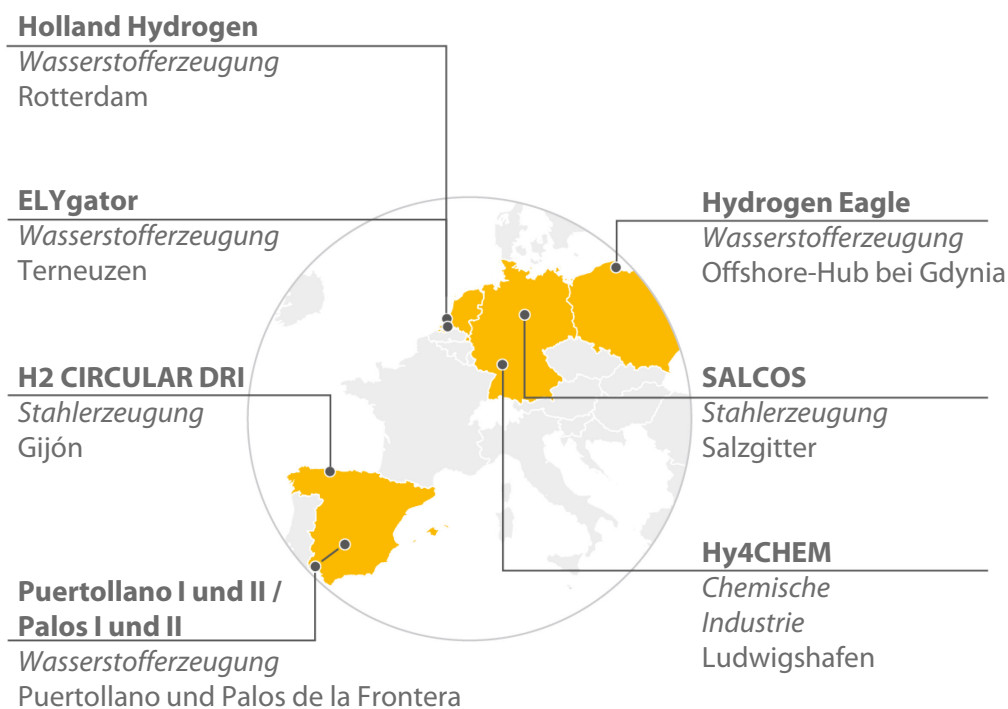 Holland Hydrogen
Wasserstofferzeugung
Rotterdam
ELYgator
Wasserstofferzeugung
Terneuzen
H2 CIRCULAR DRI
Stahlerzeugung
Gijón
Puertollano I und II /
Palos I und II
Wasserstofferzeugung
Puertollano und Palos de la Frontera
Hydrogen Eagle
Wasserstofferzeugung
Offshore-Hub bei Gdynia
SALCOS
Stahlerzeugung
Salzgitter
Hy4CHEM
Chemische
Industrie
Ludwigshafen